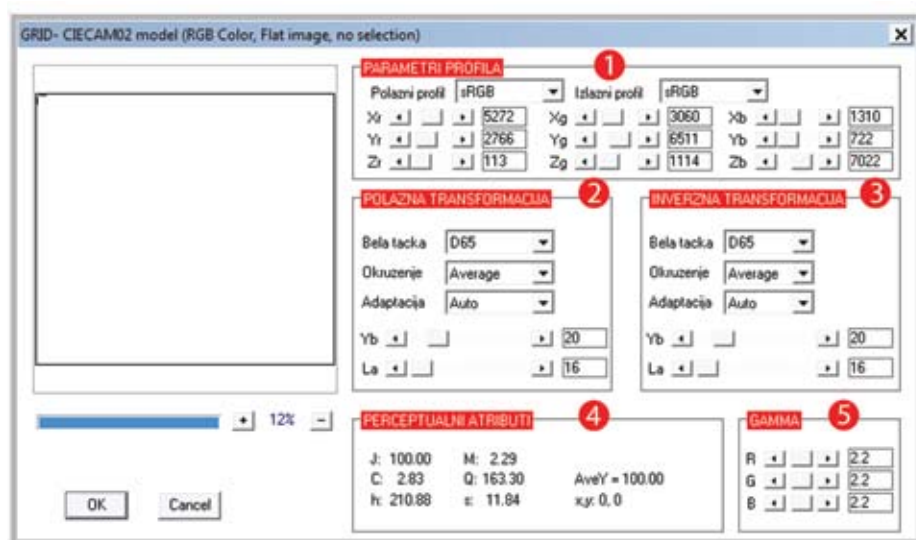 GRID- CIECAM02 model (RGB Color, Flat image, no selection)
PARAMETRI PROFILA 1
Polazni profil sRGB Izlazni profil sRGB
Xr 5272 Xg 3060 Xb 1310
Yr 2766 Yg 6511 Yb 722
Zr 113 Zg 1114 Zb 7022
POLAZNA TRANSFORMACIJA 2
Bela tacka D65
Okruzenje Average
Adaptacija Auto
Yb 20
La 16
INVERZNA TRANSFORMACIJA 3
Bela tacka D65
Okruzenje Average
Adaptacija Auto
Yb 20
La 16
+ 12% -
OK Cancel
PERCEPTUALNI ATRIBUTI 4
J: 100.00 M: 2.29
C: 2.83 Q: 163.30 AveY = 100.00
h: 210.88 s: 11.84 x,y: 0, 0
GAMMA 5
R 2.2
G 2.2
B 2.2